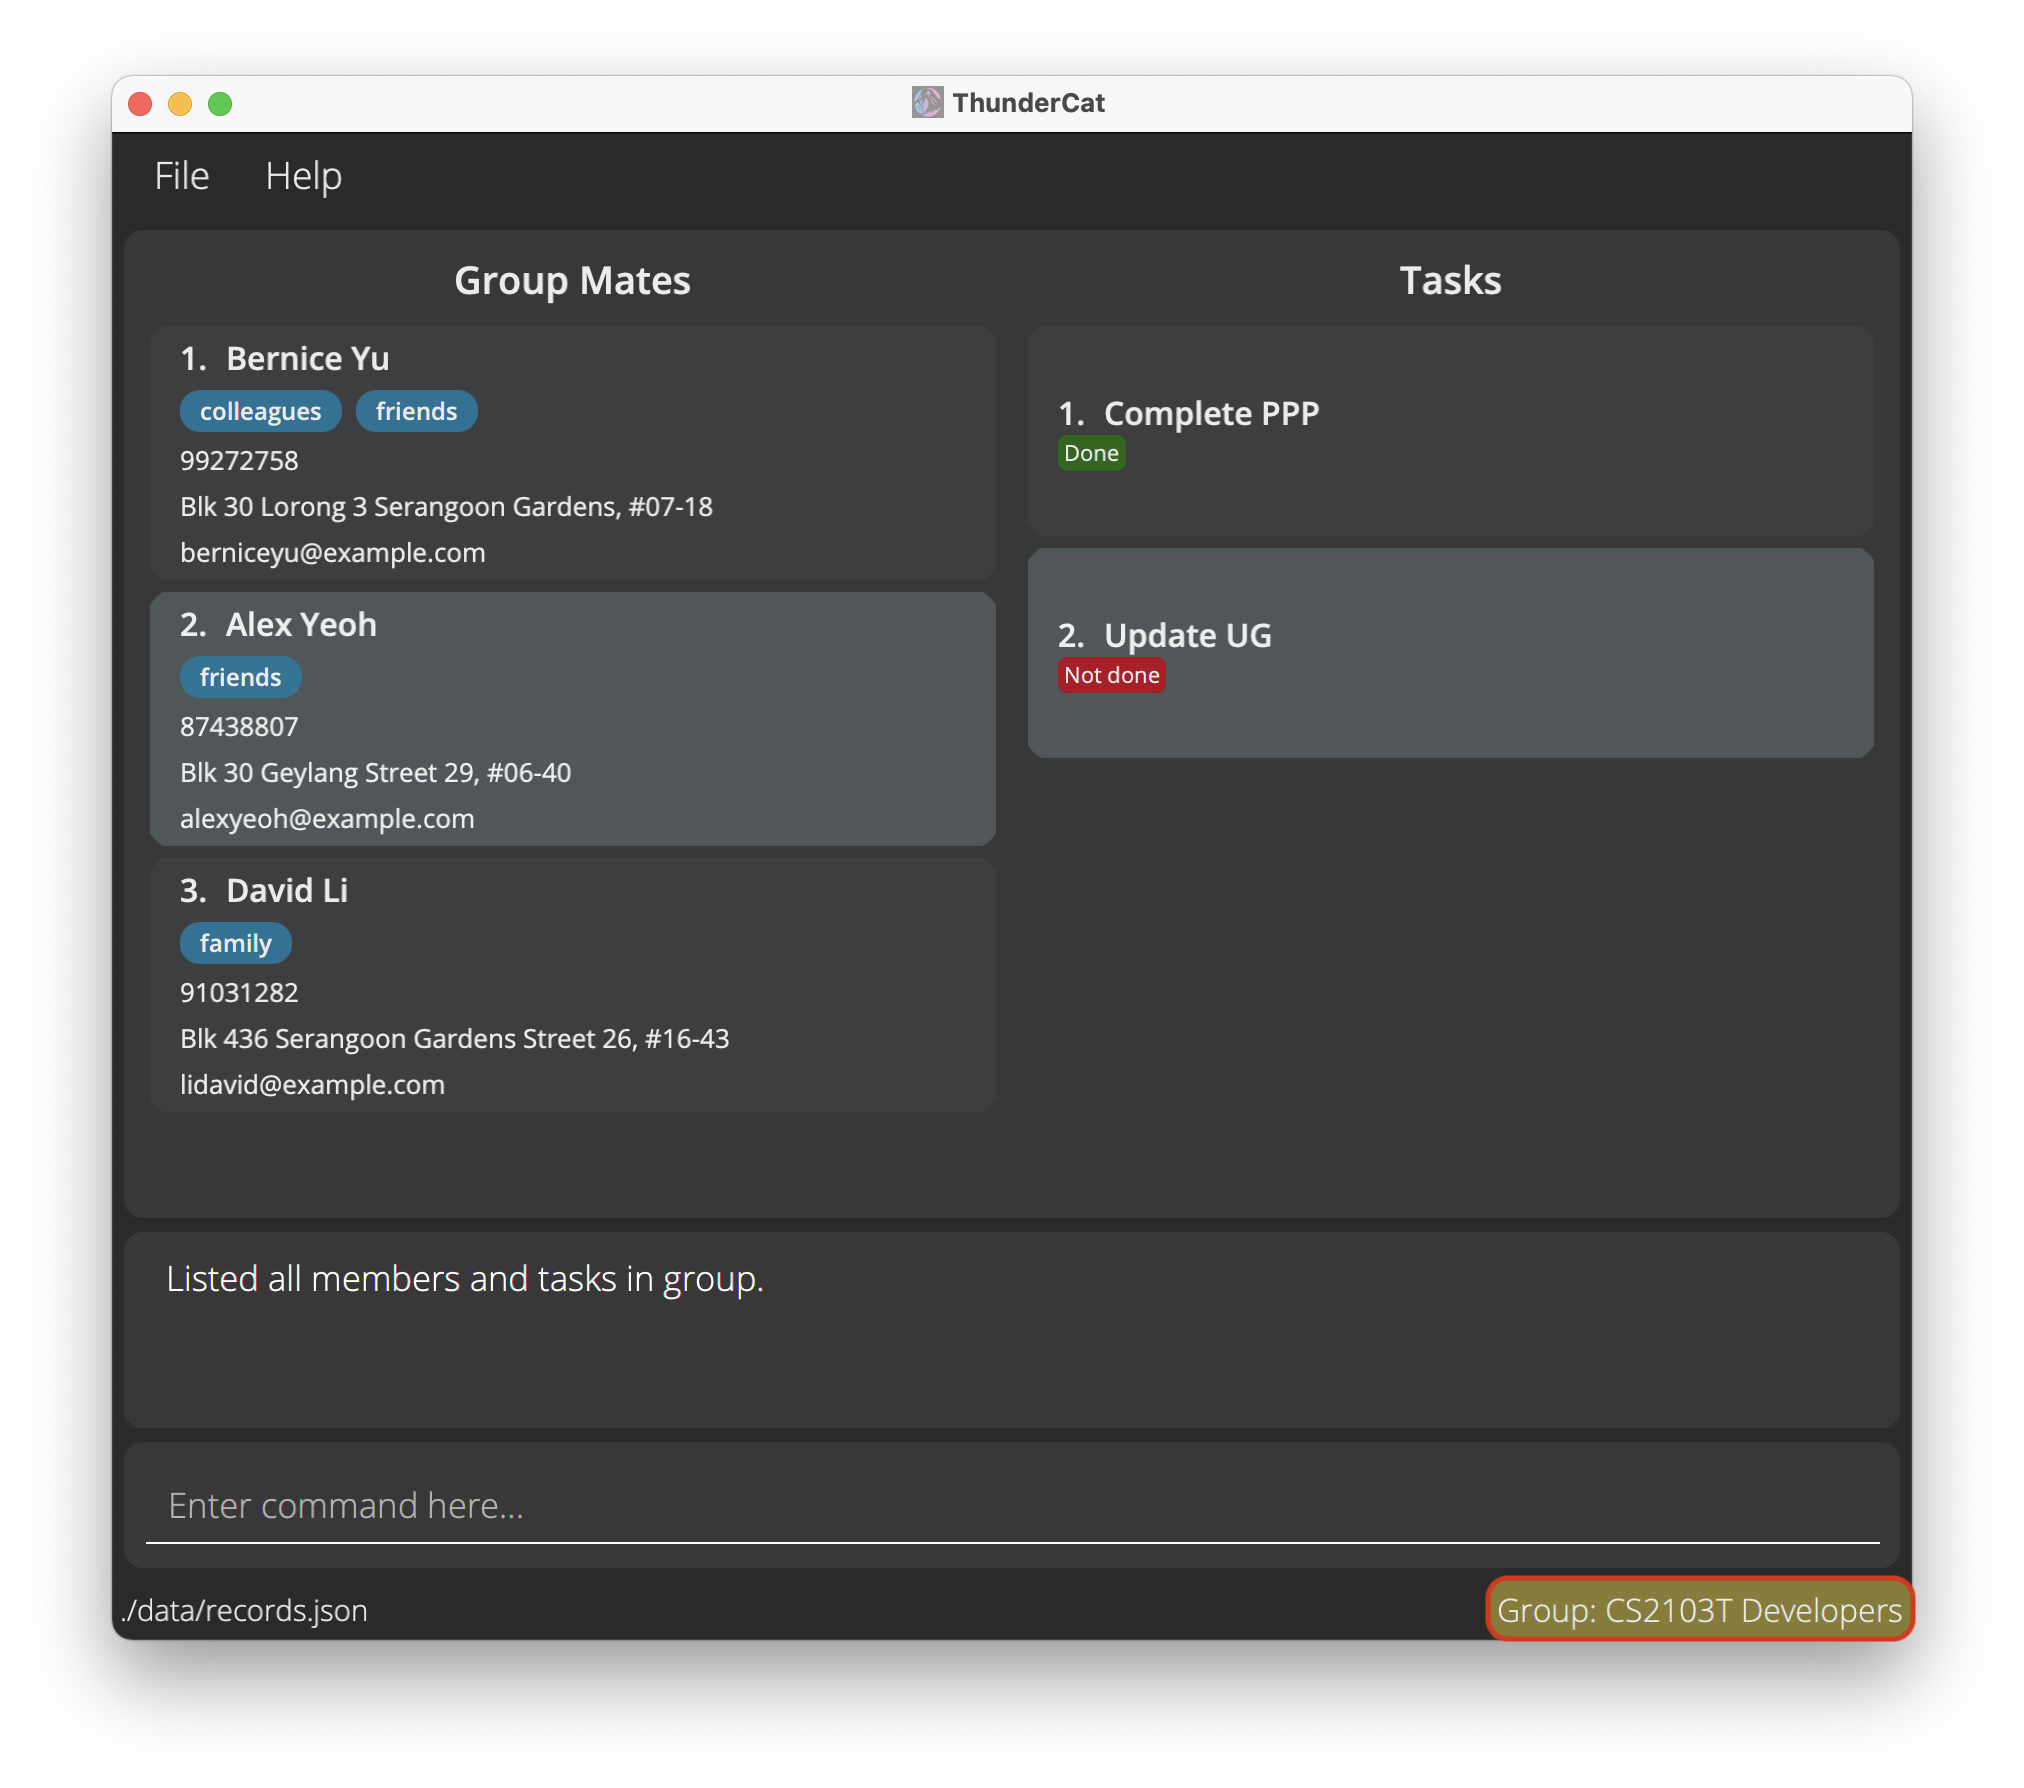 ThunderCat
File Help
Group Mates
1. Bernice Yu
colleagues friends
99272758
Blk 30 Lorong 3 Serangoon Gardens, #07-18
berniceyu@example.com
2. Alex Yeoh
friends
87438807
Blk 30 Geylang Street 29, #06-40
alexyeoh@example.com
3. David Li
family
91031282
Blk 436 Serangoon Gardens Street 26, #16-43
lidavid@example.com
Tasks
1. Complete PPP
Done
2. Update UG
Not done
Listed all members and tasks in group.
Enter command here...
./data/records.json
Group: CS2103T Developers